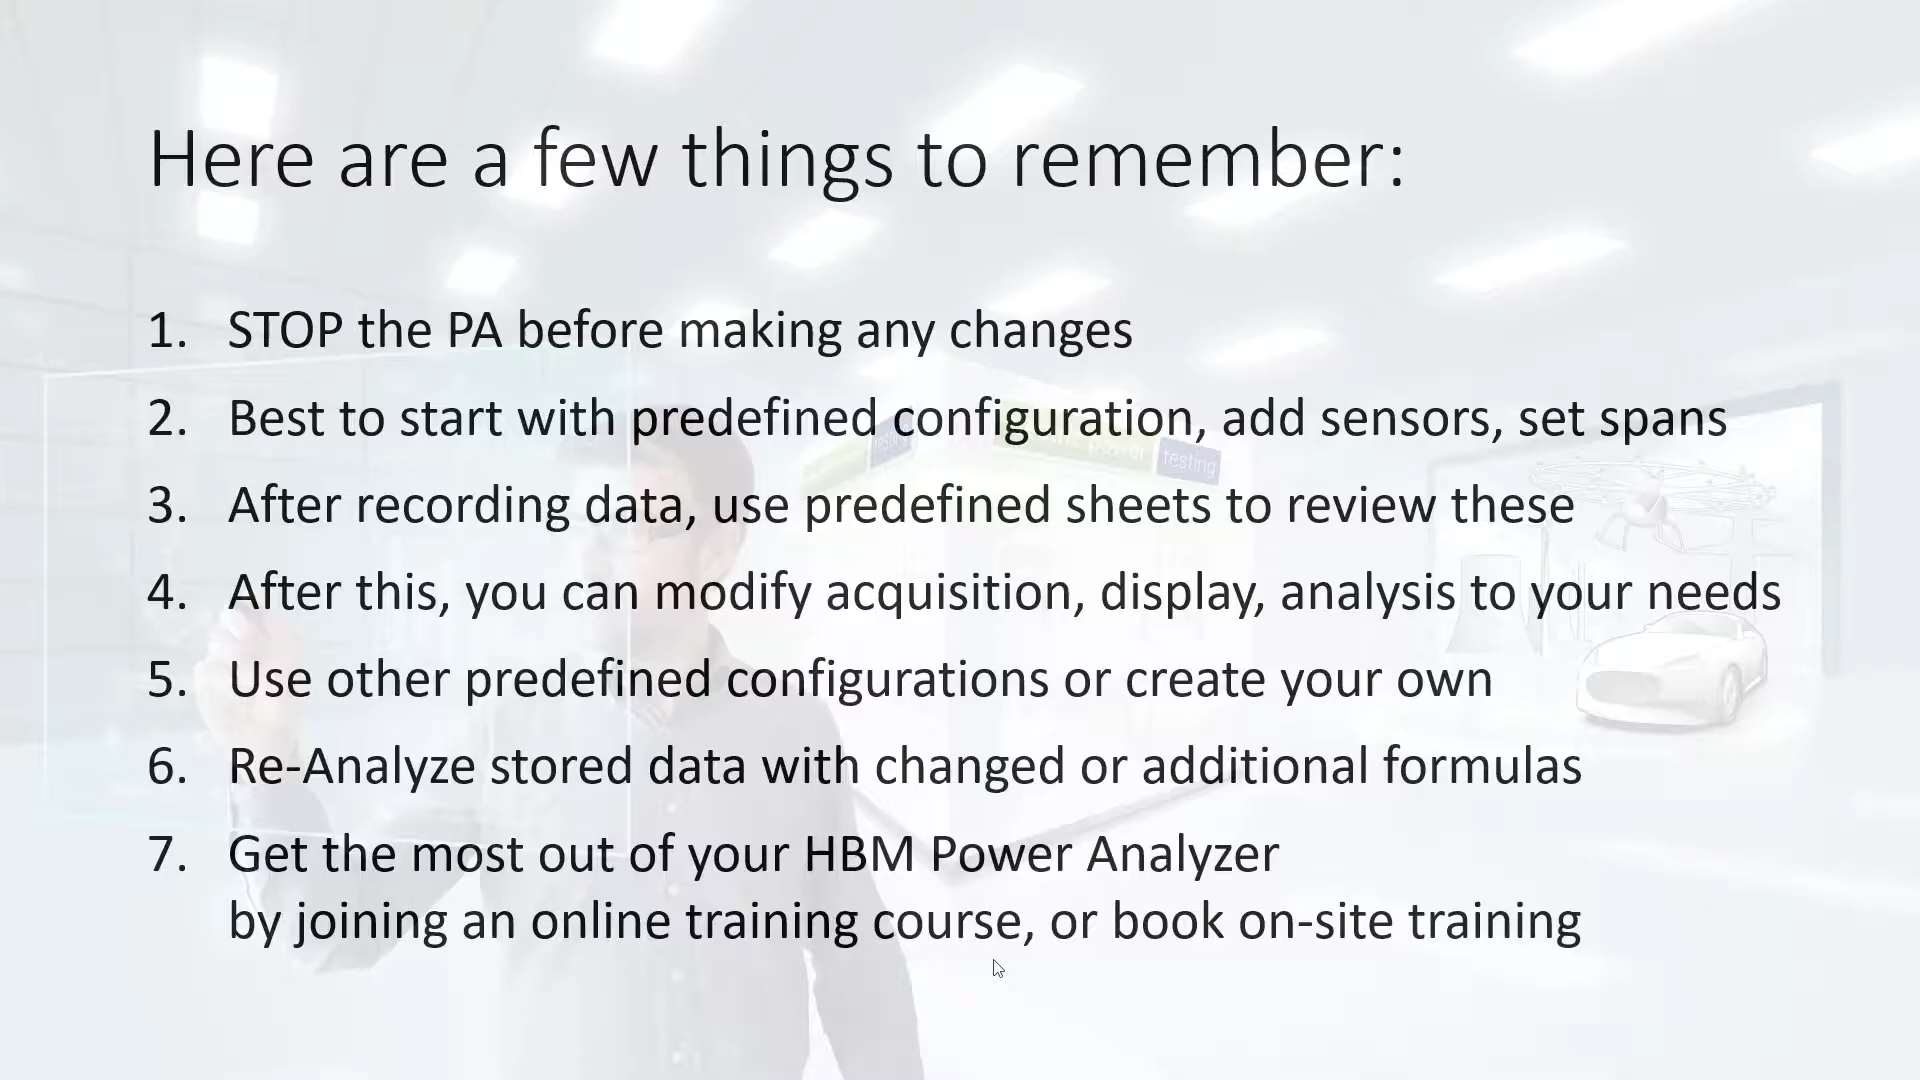 Here are a few things to remember:
1. STOP the PA before making any changes
2. Best to start with predefined configuration, add sensors, set spans
3. After recording data, use predefined sheets to review these
4. After this, you can modify acquisition, display, analysis to your needs
5. Use other predefined configurations or create your own
6. Re-Analyze stored data with changed or additional formulas
7. Get the most out of your HBM Power Analyzer
by joining an online training course, or book on-site training
power testing